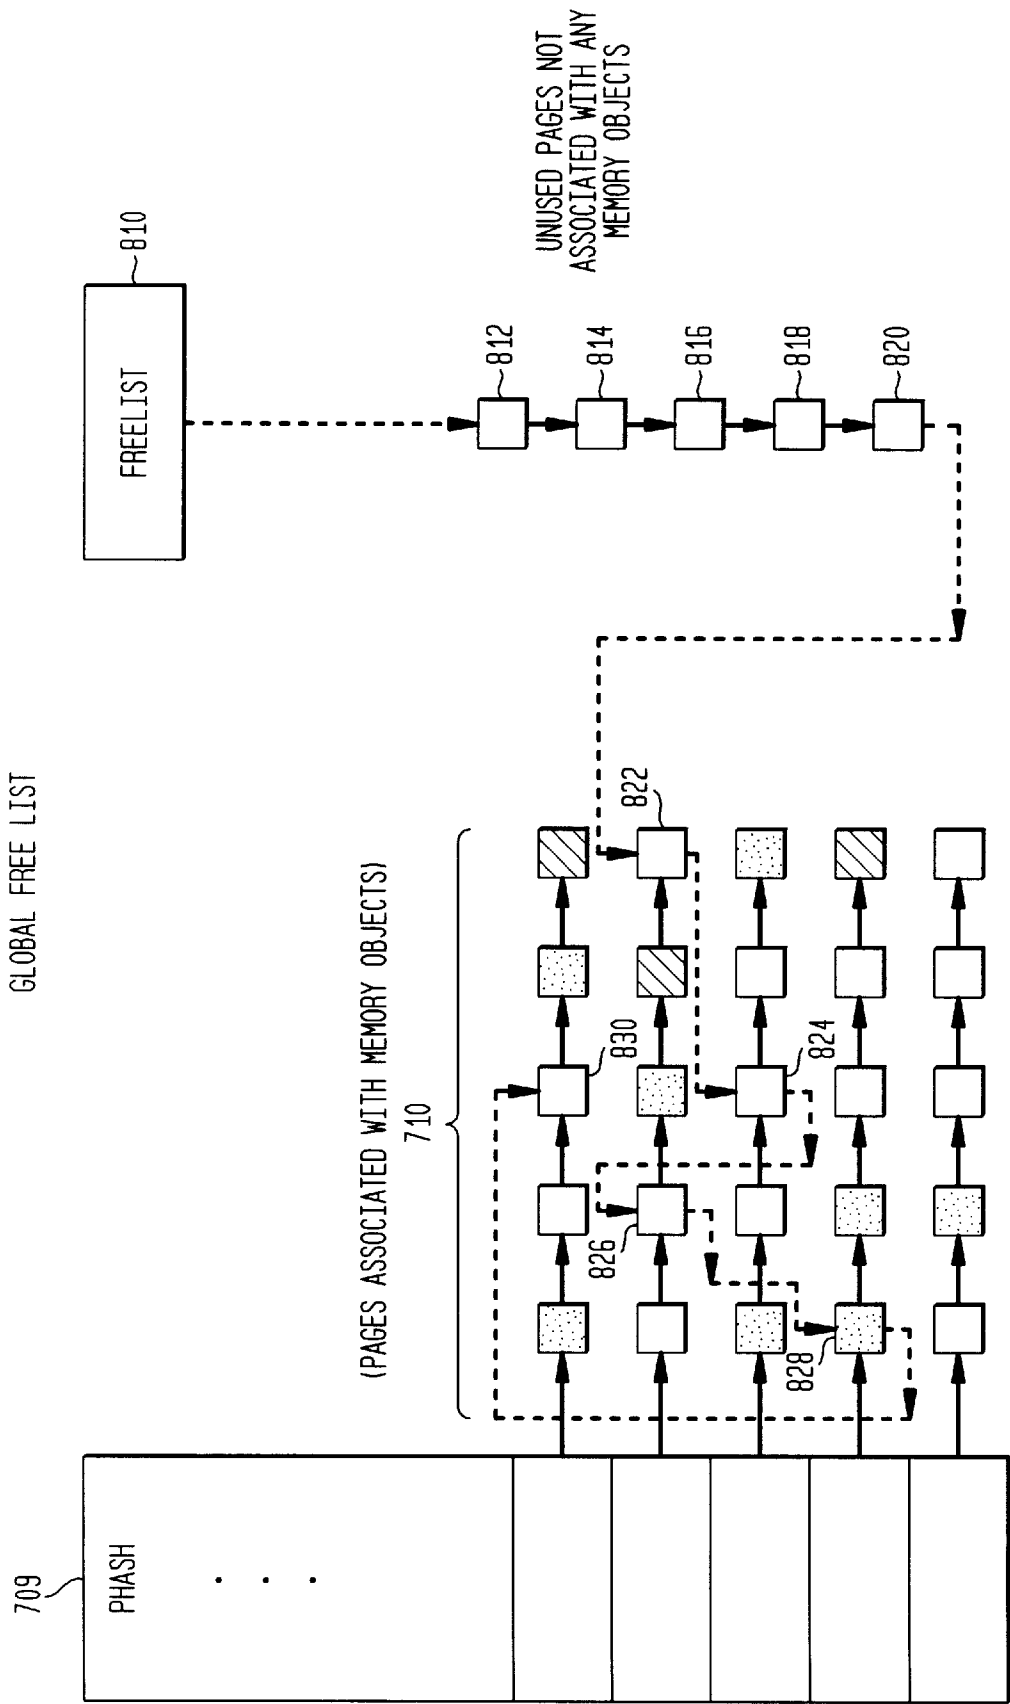 GLOBAL FREE LIST
709
PHASH
. . .
(PAGES ASSOCIATED WITH MEMORY OBJECTS)
710
FREELIST
810
812
814
816
818
820
UNUSED PAGES NOT
ASSOCIATED WITH ANY
MEMORY OBJECTS
830
822
826
824
828